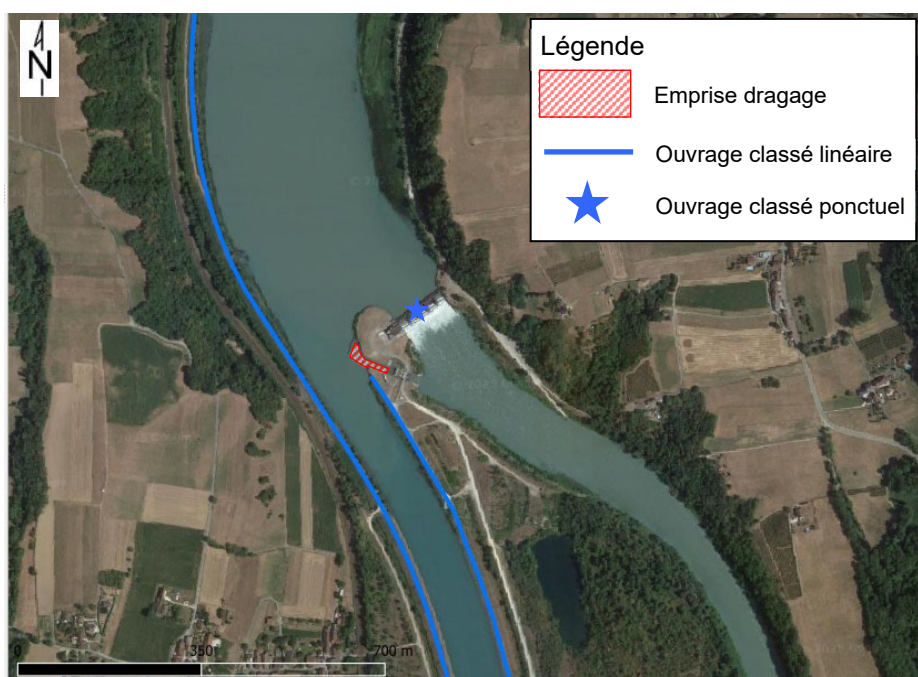 N
Légende
Emprise dragage
Ouvrage classé linéaire
Ouvrage classé ponctuel
0 350 700 m